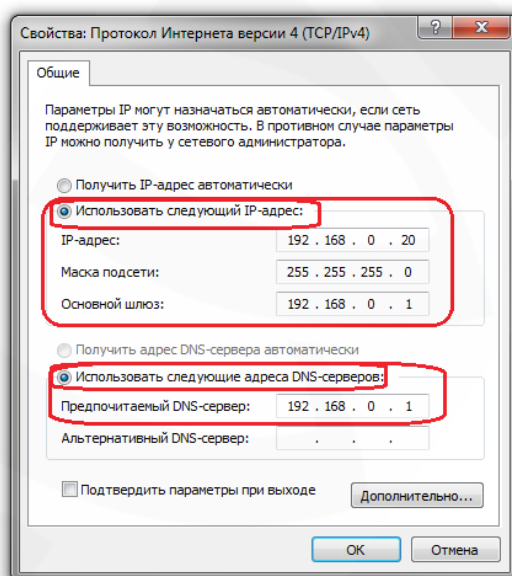 Свойства: Протокол Интернета версии 4 (TCP/IPv4)
? X
Общие
Параметры IP могут назначаться автоматически, если сеть
поддерживает эту возможность. В противном случае параметры
IP можно получить у сетевого администратора.
Получить IP-адрес автоматически
Использовать следующий IP-адрес:
IP-адрес: 192 . 168 . 0 . 20
Маска подсети: 255 . 255 . 255 . 0
Основной шлюз: 192 . 168 . 0 . 1
Получить адрес DNS-сервера автоматически
Использовать следующие адреса DNS-серверов:
Предпочитаемый DNS-сервер: 192 . 168 . 0 . 1
Альтернативный DNS-сервер: . . .
Подтвердить параметры при выходе
Дополнительно...
ОК Отмена